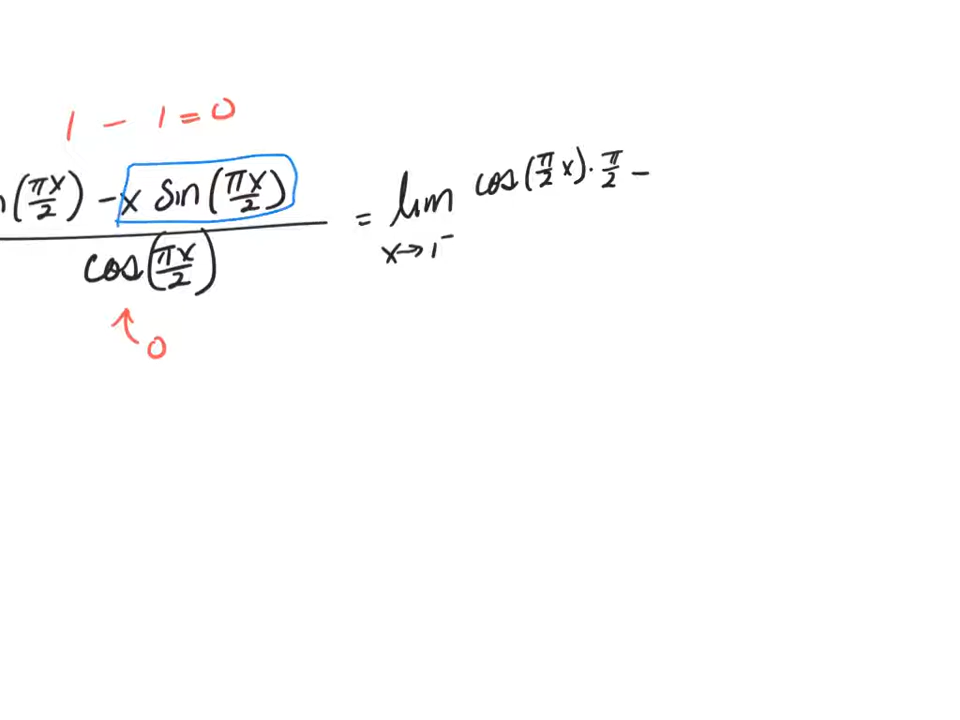 1 - 1 = 0
(πx/2) - x sin(πx/2) / cos(πx/2) = lim x→1⁻ cos(π/2 x) · π/2 -
0